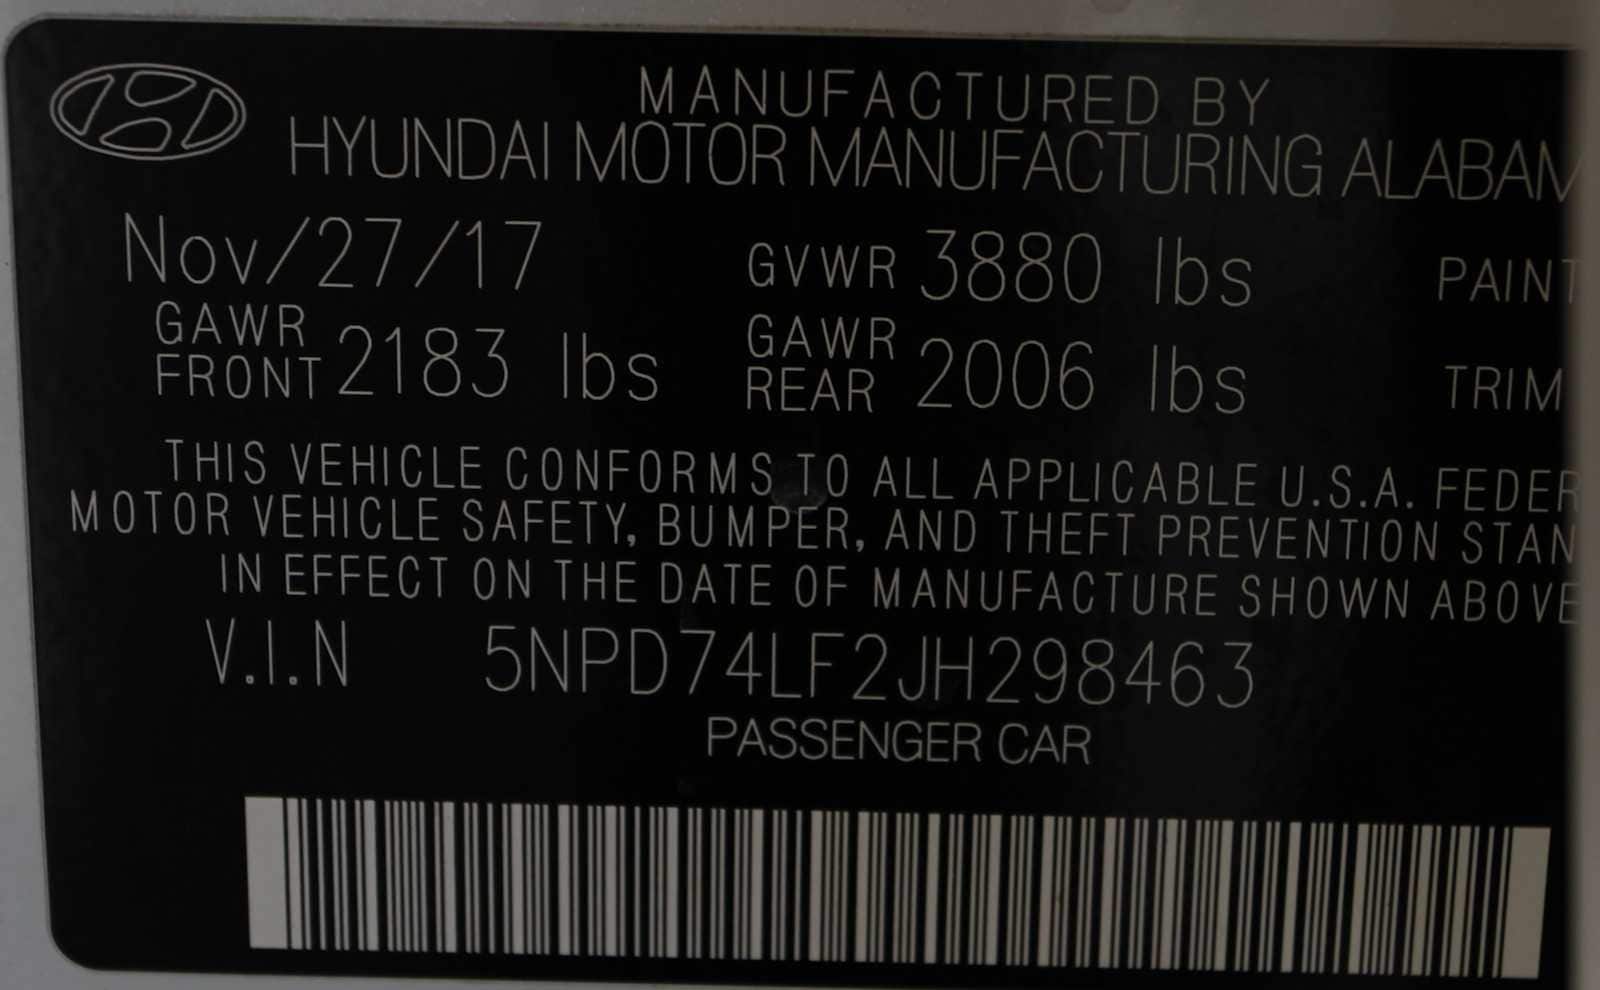 MANUFACTURED BY
HYUNDAI MOTOR MANUFACTURING ALABAM
Nov/27/17 GVWR 3880 lbs PAINT
GAWR FRONT 2183 lbs GAWR REAR 2006 lbs TRIM
THIS VEHICLE CONFORMS TO ALL APPLICABLE U.S.A. FEDER
MOTOR VEHICLE SAFETY, BUMPER, AND THEFT PREVENTION STAN
IN EFFECT ON THE DATE OF MANUFACTURE SHOWN ABOVE
V.I.N 5NPD74LF2JH298463
PASSENGER CAR